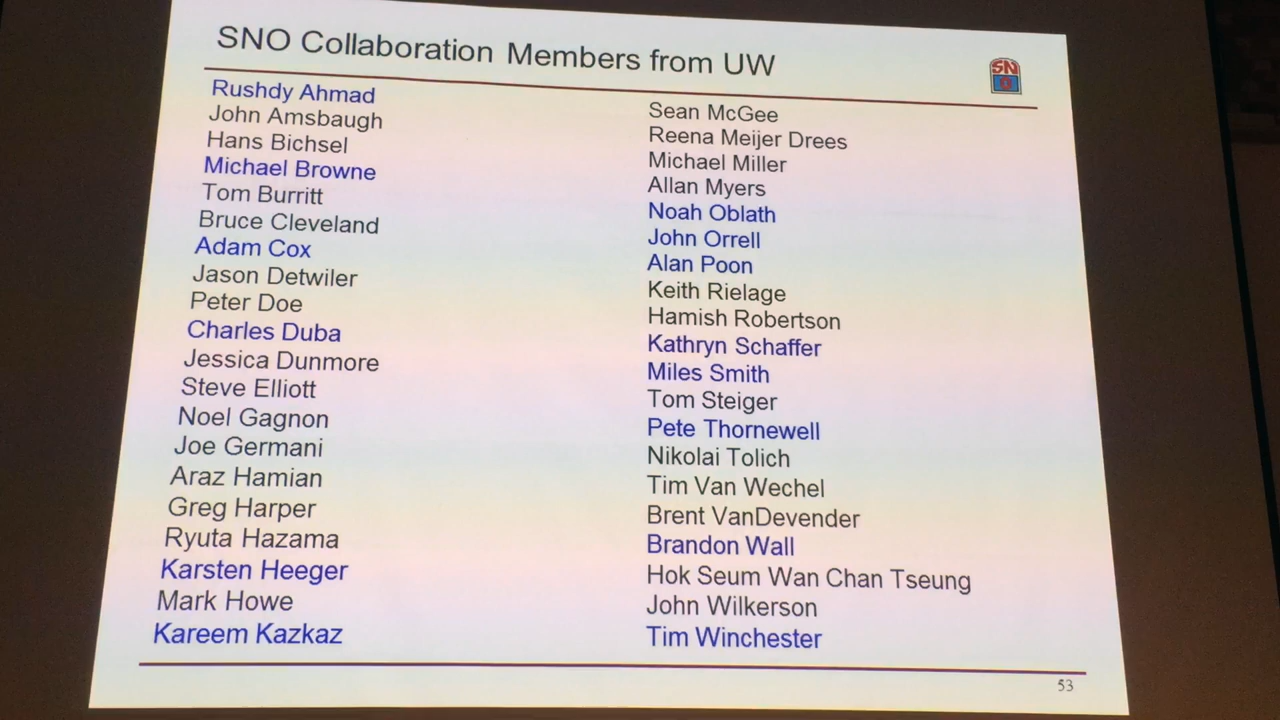 SNO Collaboration Members from UW
SN
Rushdy Ahmad
John Amsbaugh
Hans Bichsel
Michael Browne
Tom Burritt
Bruce Cleveland
Adam Cox
Jason Detwiler
Peter Doe
Charles Duba
Jessica Dunmore
Steve Elliott
Noel Gagnon
Joe Germani
Araz Hamian
Greg Harper
Ryuta Hazama
Karsten Heeger
Mark Howe
Kareem Kazkaz
Sean McGee
Reena Meijer Drees
Michael Miller
Allan Myers
Noah Oblath
John Orrell
Alan Poon
Keith Rielage
Hamish Robertson
Kathryn Schaffer
Miles Smith
Tom Steiger
Pete Thornewell
Nikolai Tolich
Tim Van Wechel
Brent VanDevender
Brandon Wall
Hok Seum Wan Chan Tseung
John Wilkerson
Tim Winchester
53